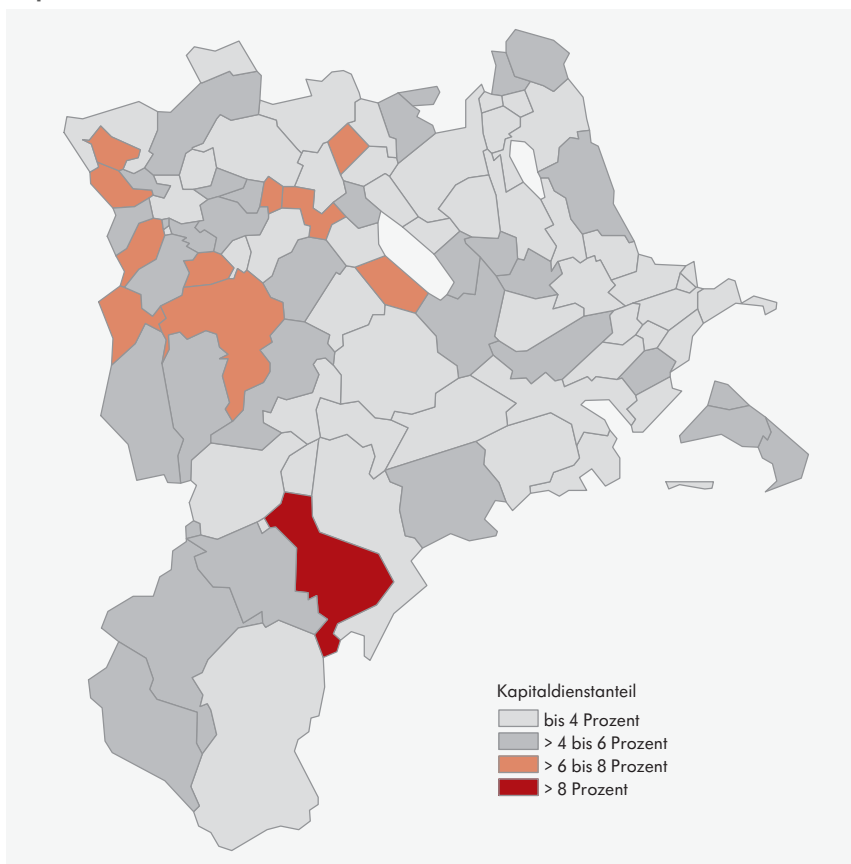 Kapitaldienstanteil
bis 4 Prozent
> 4 bis 6 Prozent
> 6 bis 8 Prozent
> 8 Prozent